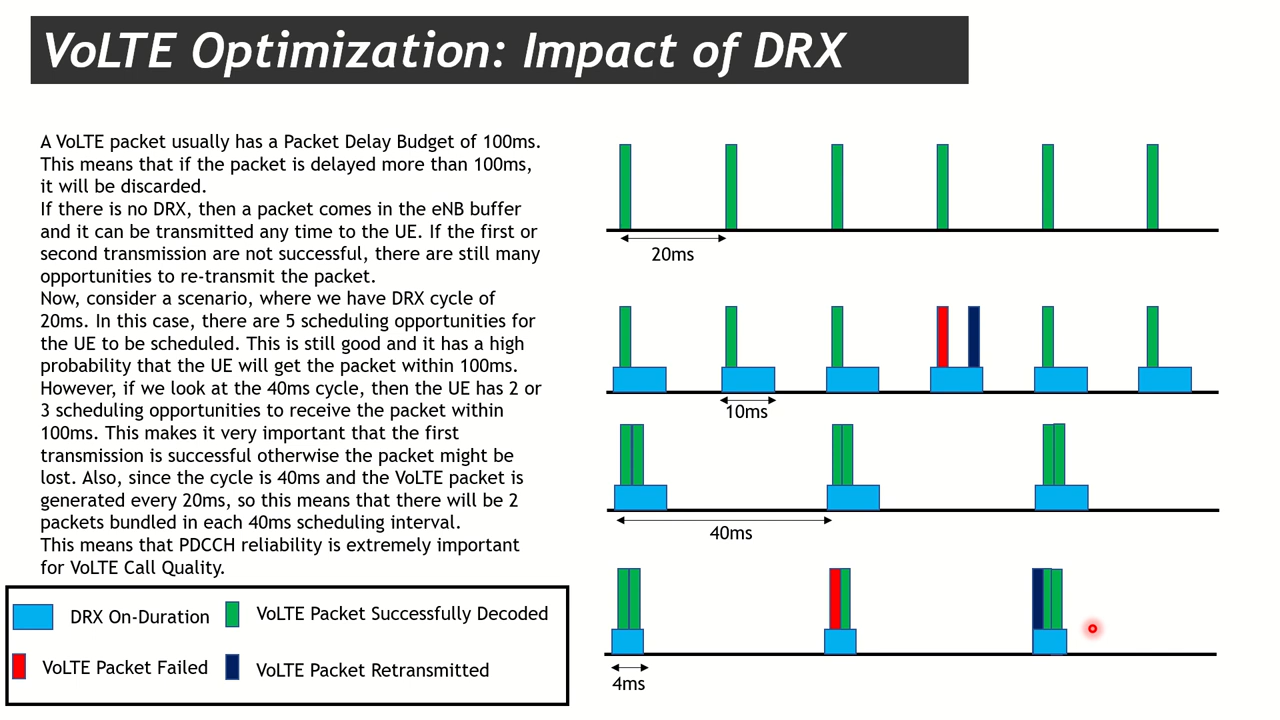 VoLTE Optimization: Impact of DRX
A VoLTE packet usually has a Packet Delay Budget of 100ms.
This means that if the packet is delayed more than 100ms,
it will be discarded.
If there is no DRX, then a packet comes in the eNB buffer
and it can be transmitted any time to the UE. If the first or
second transmission are not successful, there are still many
opportunities to re-transmit the packet.
Now, consider a scenario, where we have DRX cycle of
20ms. In this case, there are 5 scheduling opportunities for
the UE to be scheduled. This is still good and it has a high
probability that the UE will get the packet within 100ms.
However, if we look at the 40ms cycle, then the UE has 2 or
3 scheduling opportunities to receive the packet within
100ms. This makes it very important that the first
transmission is successful otherwise the packet might be
lost. Also, since the cycle is 40ms and the VoLTE packet is
generated every 20ms, so this means that there will be 2
packets bundled in each 40ms scheduling interval.
This means that PDCCH reliability is extremely important
for VoLTE Call Quality.
DRX On-Duration
VoLTE Packet Successfully Decoded
VoLTE Packet Failed
VoLTE Packet Retransmitted
20ms
10ms
40ms
4ms